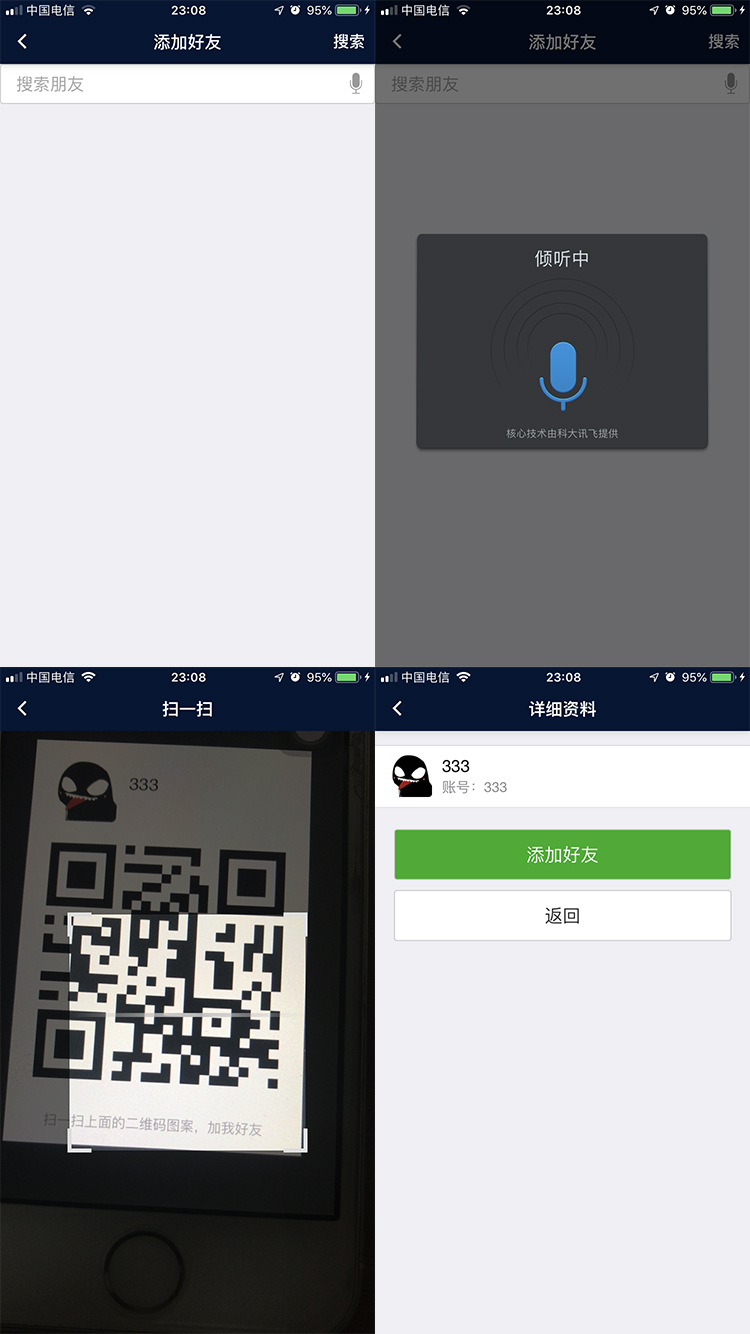 中国电信 23:08 95%
添加好友 搜索
搜索朋友
中国电信 23:08 95%
添加好友 搜索
搜索朋友
倾听中
核心技术由科大讯飞提供
中国电信 23:08 95%
扫一扫
333
扫一扫上面的二维码图案，加我好友
中国电信 23:08 95%
详细资料
333
账号：333
添加好友
返回